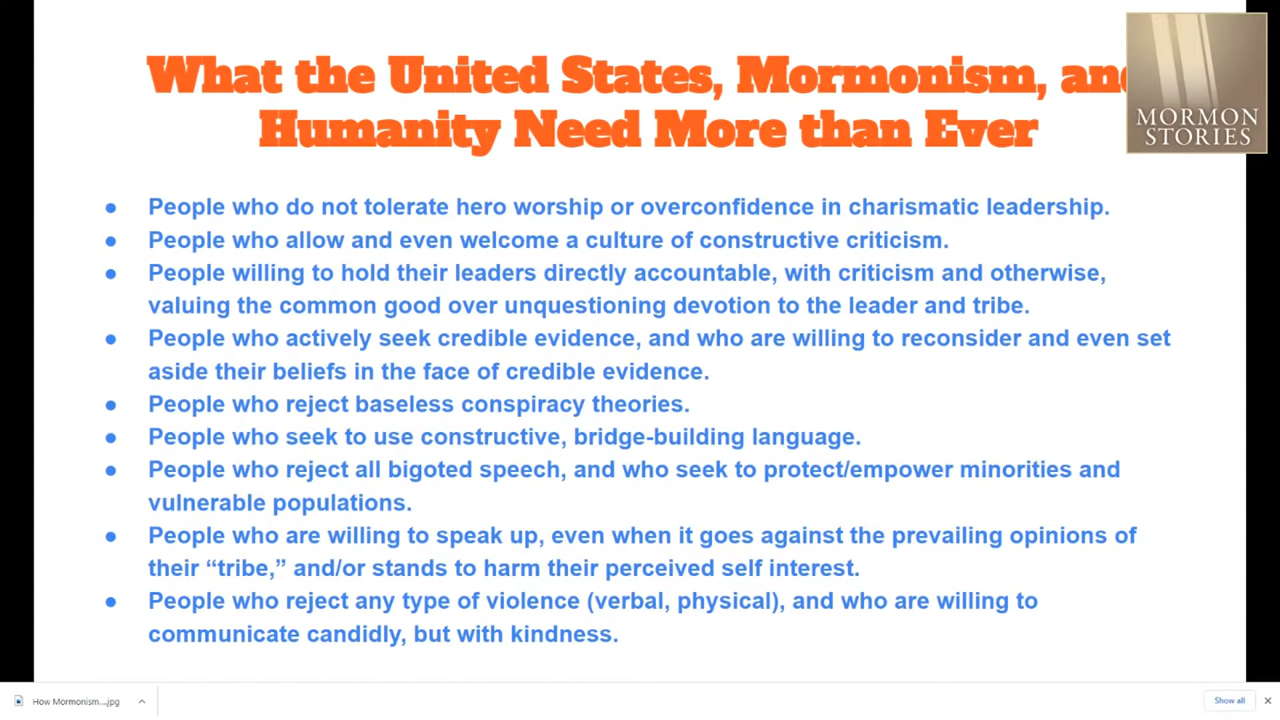 What the United States, Mormonism, and
Humanity Need More than Ever
MORMON
STORIES
● People who do not tolerate hero worship or overconfidence in charismatic leadership.
● People who allow and even welcome a culture of constructive criticism.
● People willing to hold their leaders directly accountable, with criticism and otherwise,
valuing the common good over unquestioning devotion to the leader and tribe.
● People who actively seek credible evidence, and who are willing to reconsider and even set
aside their beliefs in the face of credible evidence.
● People who reject baseless conspiracy theories.
● People who seek to use constructive, bridge-building language.
● People who reject all bigoted speech, and who seek to protect/empower minorities and
vulnerable populations.
● People who are willing to speak up, even when it goes against the prevailing opinions of
their “tribe,” and/or stands to harm their perceived self interest.
● People who reject any type of violence (verbal, physical), and who are willing to
communicate candidly, but with kindness.
How Mormonism....jpg
Show all